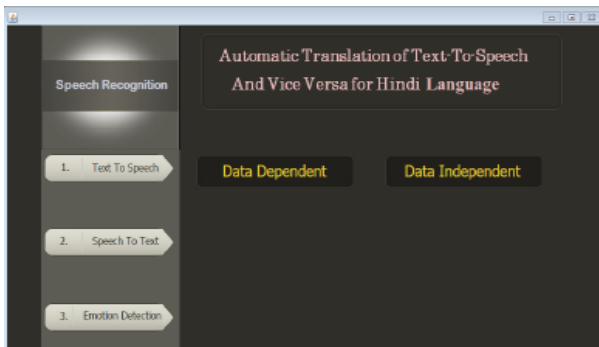 Automatic Translation of Text-To-Speech
And Vice Versa for Hindi Language
Speech Recognition
1. Text To Speech
Data Dependent
Data Independent
2. Speech To Text
3. Emotion Detection